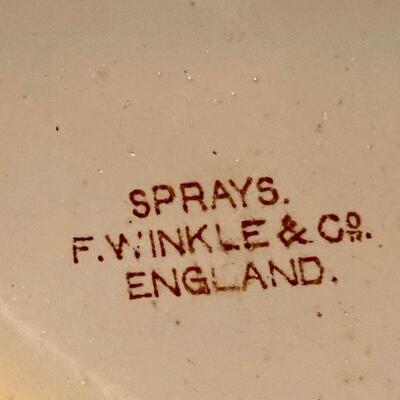 SPRAYS.
F. WINKLE & Co.
ENGLAND.